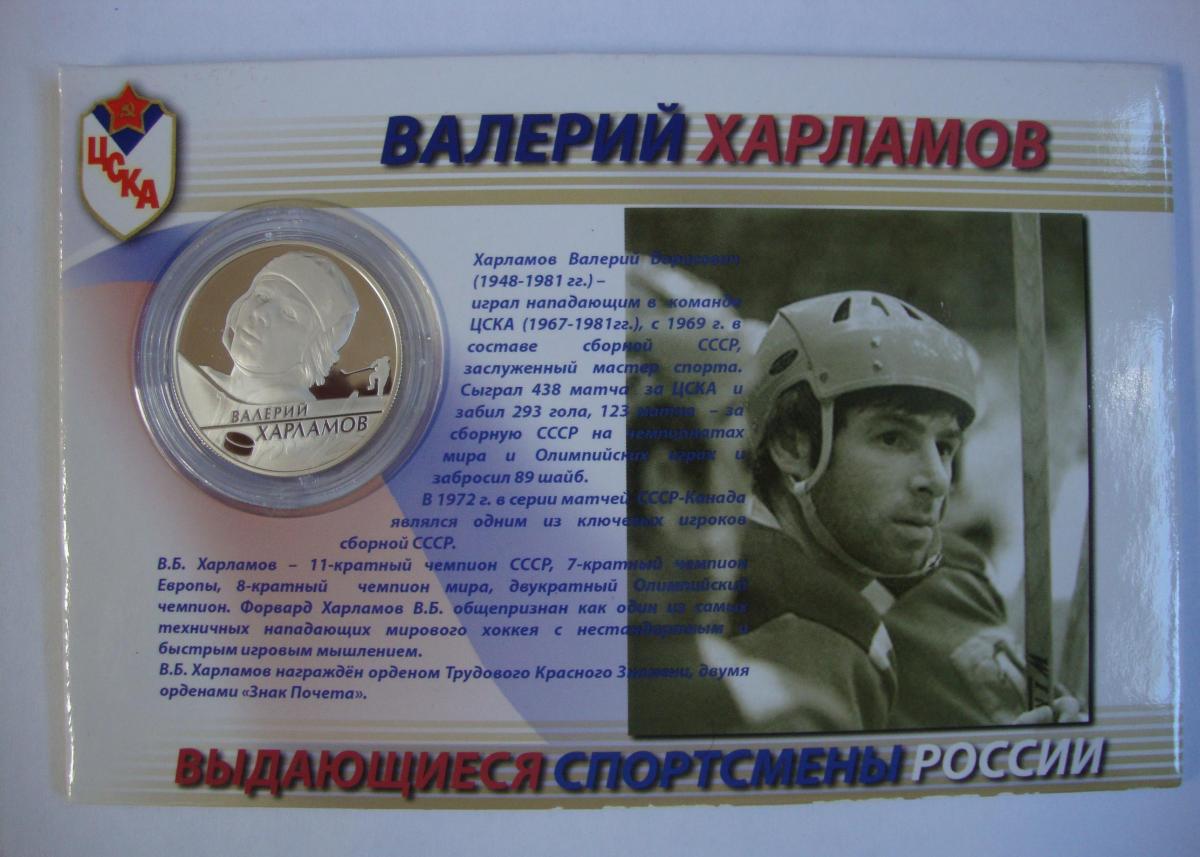 ЦСКА
ВАЛЕРИЙ ХАРЛАМОВ
ВАЛЕРИЙ
ХАРЛАМОВ
Харламов Валерий Борисович
(1948-1981 гг.) –
играл нападающим в команде
ЦСКА (1967-1981гг.), с 1969 г. в
составе сборной СССР,
заслуженный мастер спорта.
Сыграл 438 матча за ЦСКА и
забил 293 гола, 123 матча – за
сборную СССР на чемпионатах
мира и Олимпийских играх и
забросил 89 шайб.
В 1972 г. в серии матчей СССР-Канада
являлся одним из ключевых игроков
сборной СССР.
В.Б. Харламов – 11-кратный чемпион СССР, 7-кратный чемпион
Европы, 8-кратный чемпион мира, двукратный Олимпийский
чемпион. Форвард Харламов В.Б. общепризнан как один из самых
техничных нападающих мирового хоккея с нестандартным и
быстрым игровым мышлением.
В.Б. Харламов награждён орденом Трудового Красного Знамени, двумя
орденами «Знак Почета».
ВЫДАЮЩИЕСЯ СПОРТСМЕНЫ РОССИИ